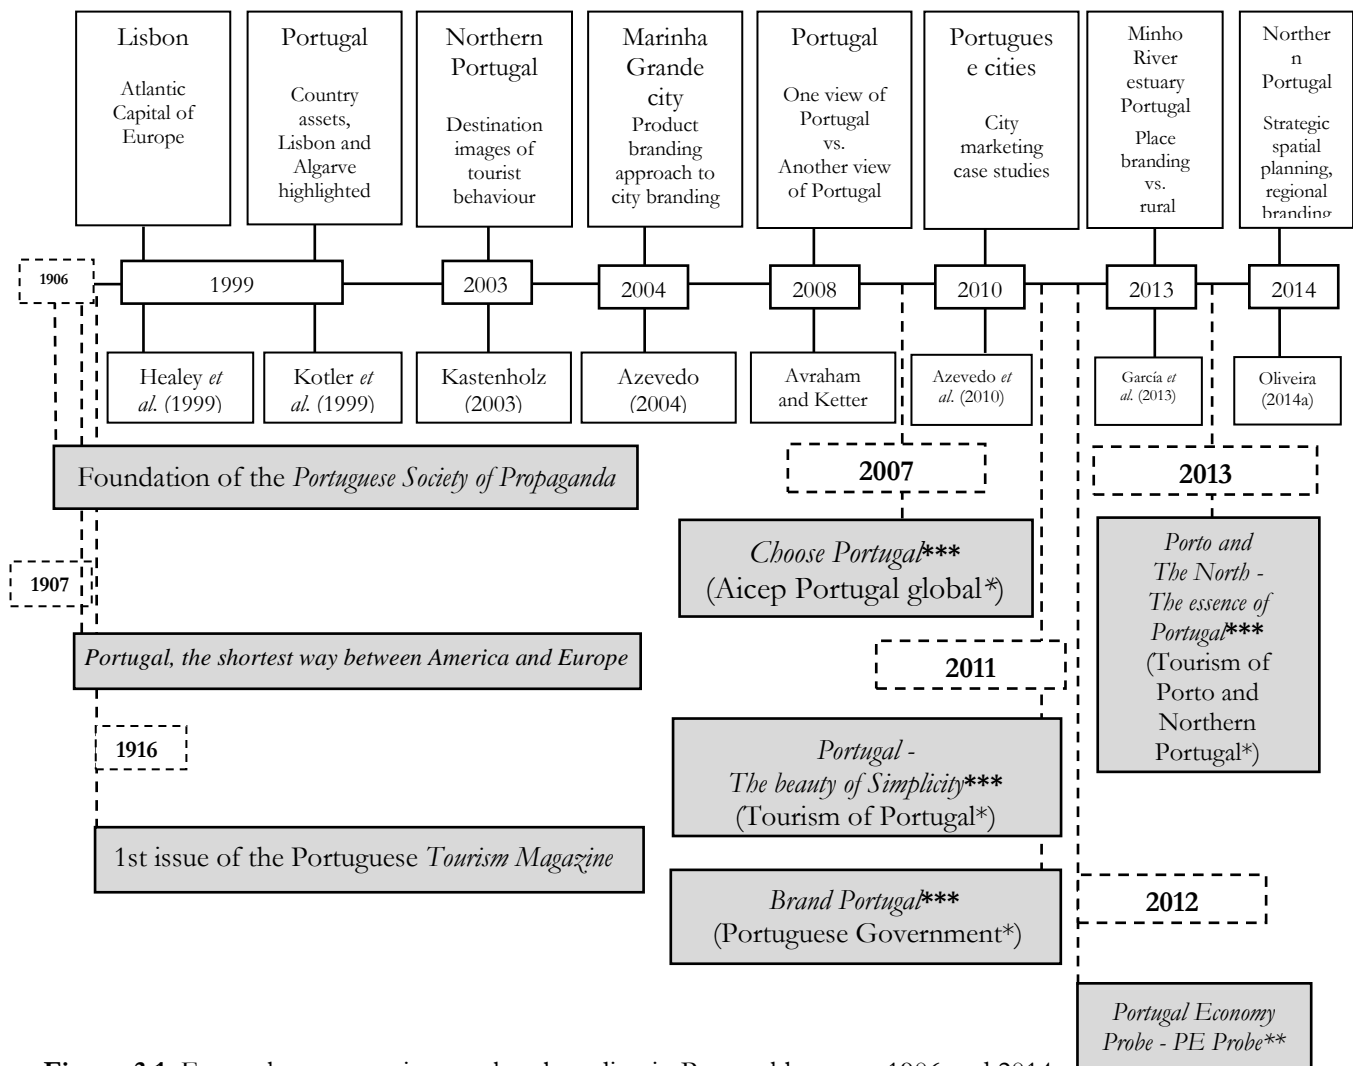 Lisbon
Atlantic
Capital of
Europe
Portugal
Country
assets,
Lisbon and
Algarve
highlighted
Northern
Portugal
Destination
images of
tourist
behaviour
Marinha
Grande
city
Product
branding
approach to
city branding
Portugal
One view of
Portugal
vs.
Another view
of Portugal
Portugues
e cities
City
marketing
case studies
Minho
River
estuary
Portugal
Place
branding
vs.
rural
Norther
n
Portugal
Strategic
spatial
planning,
regional
branding
1906
1999
2003
2004
2008
2010
2013
2014
Healey et
al. (1999)
Kotler et
al. (1999)
Kastenholz
(2003)
Azevedo
(2004)
Avraham
and Ketter
Azevedo et
al. (2010)
García et
al. (2013)
Oliveira
(2014a)
Foundation of the Portuguese Society of Propaganda
2007
2013
Choose Portugal***
(Aicep Portugal global*)
Porto and
The North -
The essence of
Portugal***
(Tourism of
Porto and
Northern
Portugal*)
1907
Portugal, the shortest way between America and Europe
2011
1916
Portugal -
The beauty of Simplicity***
(Tourism of Portugal*)
1st issue of the Portuguese Tourism Magazine
Brand Portugal***
(Portuguese Government*)
2012
Portugal Economy
Probe - PE Probe**